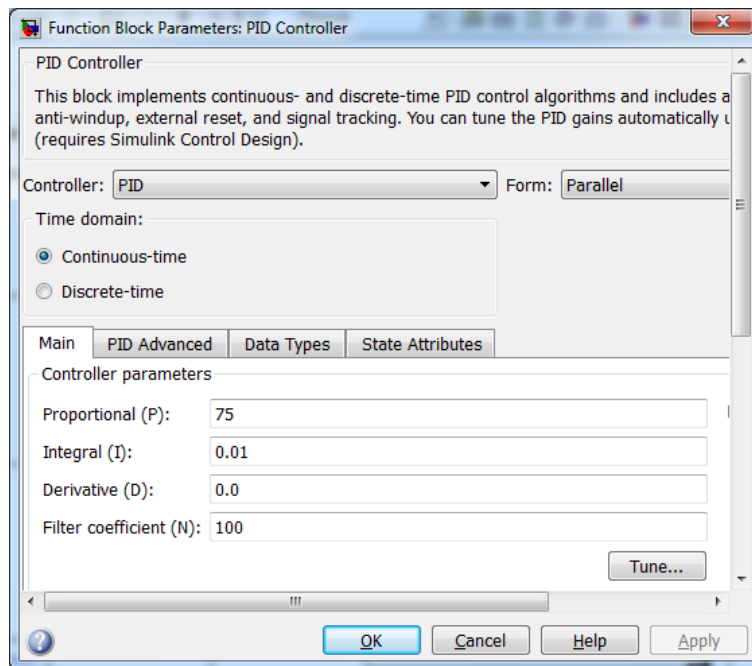 Function Block Parameters: PID Controller
PID Controller
This block implements continuous- and discrete-time PID control algorithms and includes a
anti-windup, external reset, and signal tracking. You can tune the PID gains automatically
(requires Simulink Control Design).
Controller: PID Form: Parallel
Time domain:
Continuous-time
Discrete-time
Main PID Advanced Data Types State Attributes
Controller parameters
Proportional (P): 75
Integral (I): 0.01
Derivative (D): 0.0
Filter coefficient (N): 100
Tune...
OK Cancel Help Apply